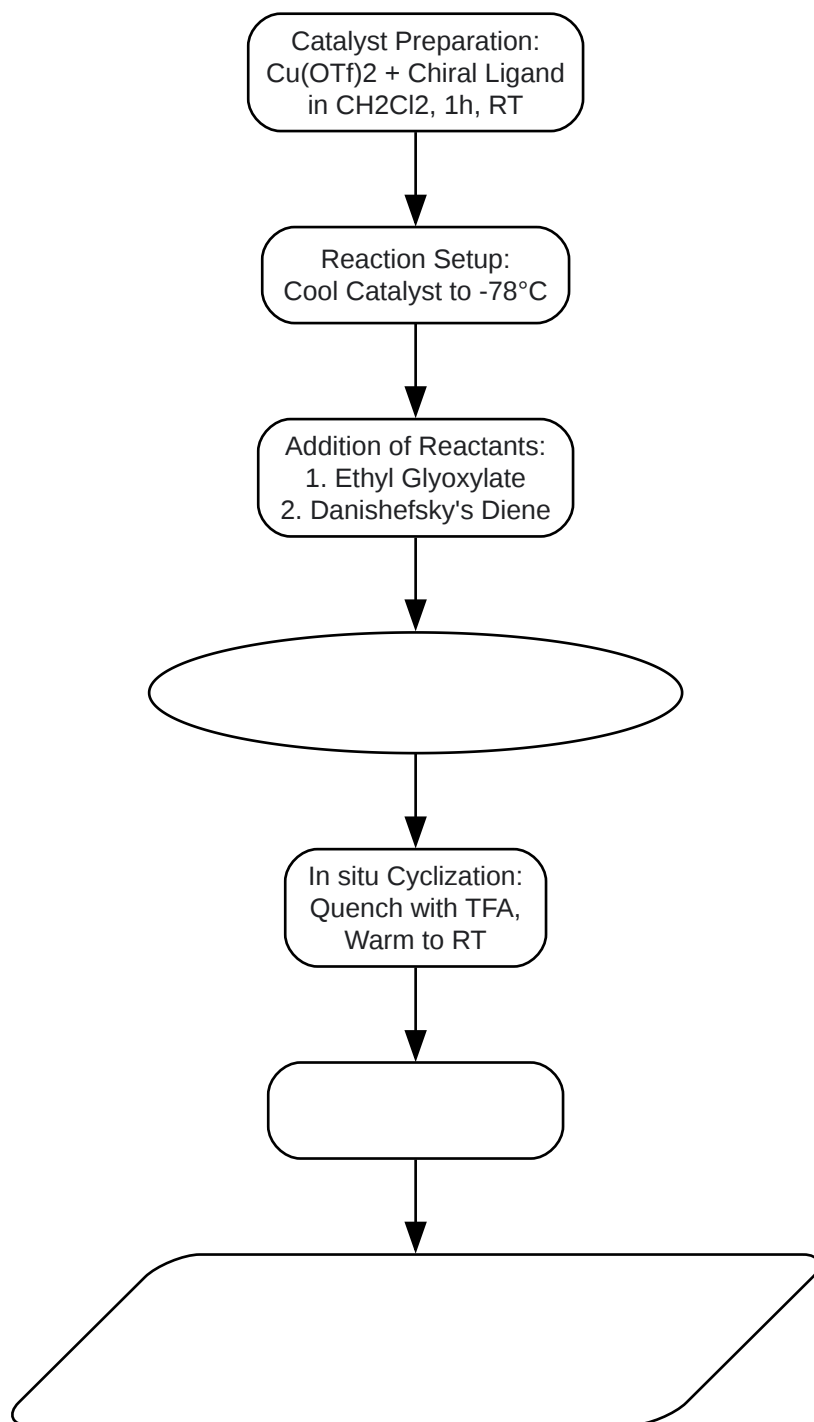 Catalyst Preparation:
Cu(OTf)2 + Chiral Ligand
in CH2Cl2, 1h, RT
Reaction Setup:
Cool Catalyst to -78°C
Addition of Reactants:
1. Ethyl Glyoxylate
2. Danishefsky's Diene
In situ Cyclization:
Quench with TFA,
Warm to RT